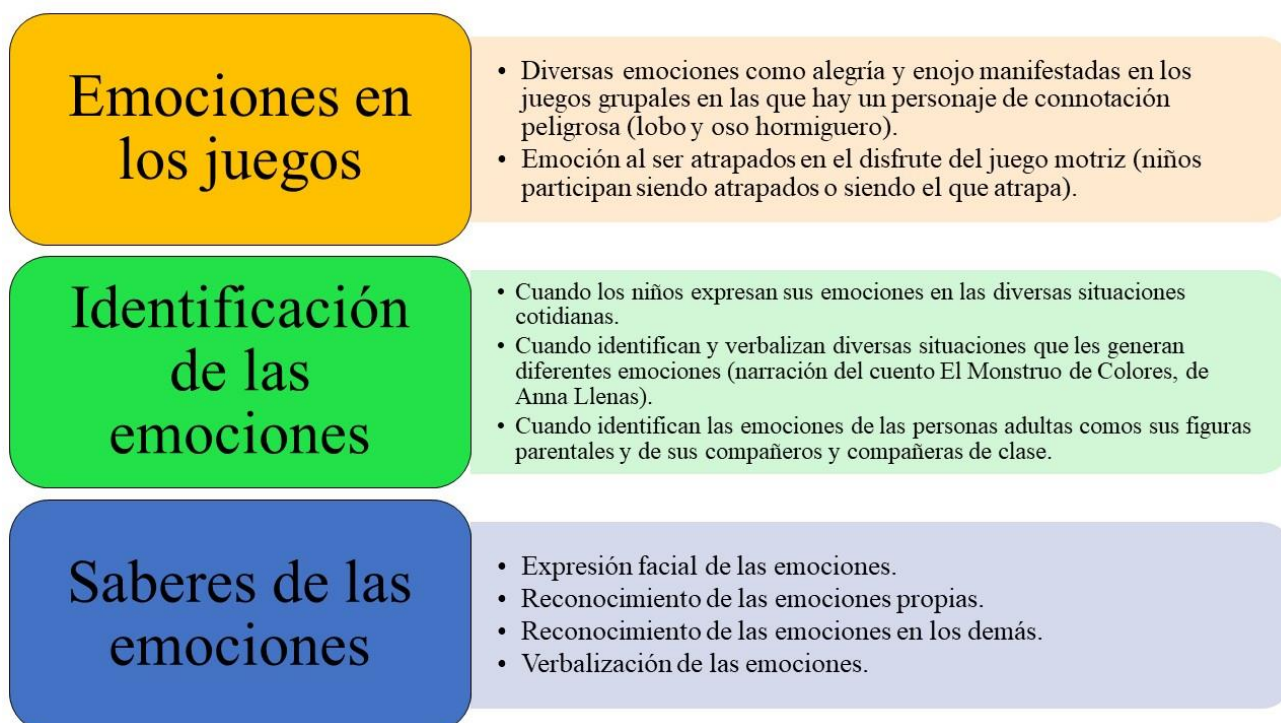 Emociones en
los juegos
• Diversas emociones como alegría y enojo manifestadas en los
juegos grupales en las que hay un personaje de connotación
peligrosa (lobo y oso hormiguero).
• Emoción al ser atrapados en el disfrute del juego motriz (niños
participan siendo atrapados o siendo el que atrapa).
Identificación
de las
emociones
• Cuando los niños expresan sus emociones en las diversas situaciones
cotidianas.
• Cuando identifican y verbalizan diversas situaciones que les generan
diferentes emociones (narración del cuento El Monstruo de Colores, de
Anna Llenas).
• Cuando identifican las emociones de las personas adultas comos sus figuras
parentales y de sus compañeros y compañeras de clase.
Saberes de las
emociones
• Expresión facial de las emociones.
• Reconocimiento de las emociones propias.
• Reconocimiento de las emociones en los demás.
• Verbalización de las emociones.